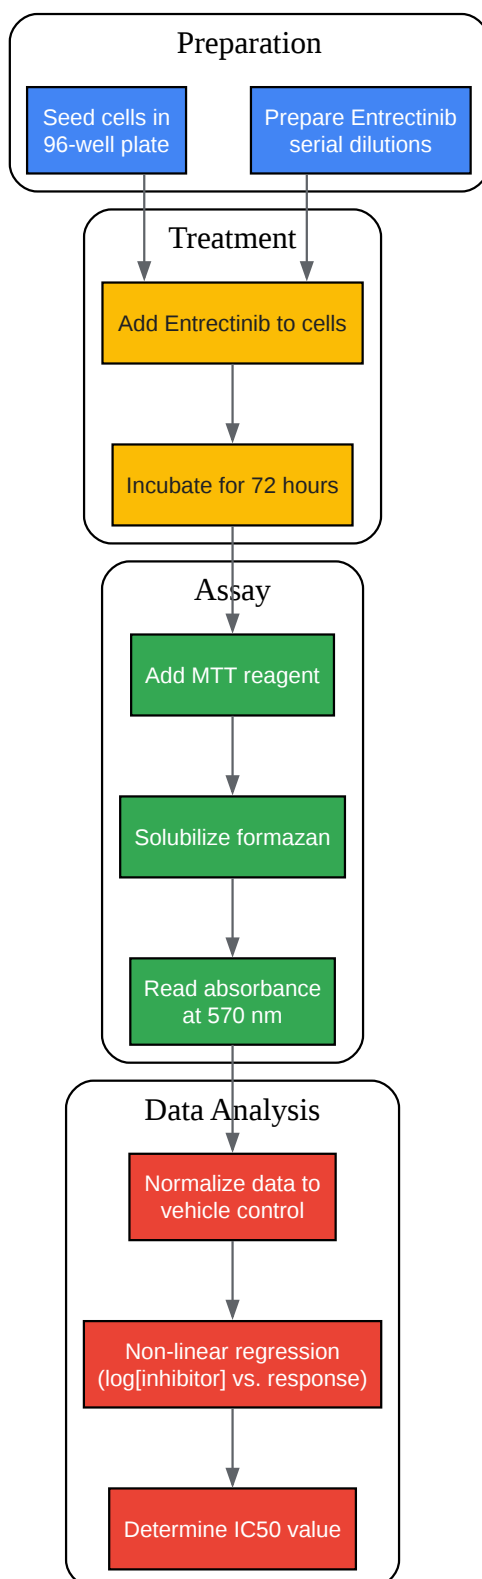 Preparation
Seed cells in
96-well plate
Prepare Entrectinib
serial dilutions
Treatment
Add Entrectinib to cells
Incubate for 72 hours
Assay
Add MTT reagent
Solubilize formazan
Read absorbance
at 570 nm
Data Analysis
Normalize data to
vehicle control
Non-linear regression
(log[inhibitor] vs. response)
Determine IC50 value